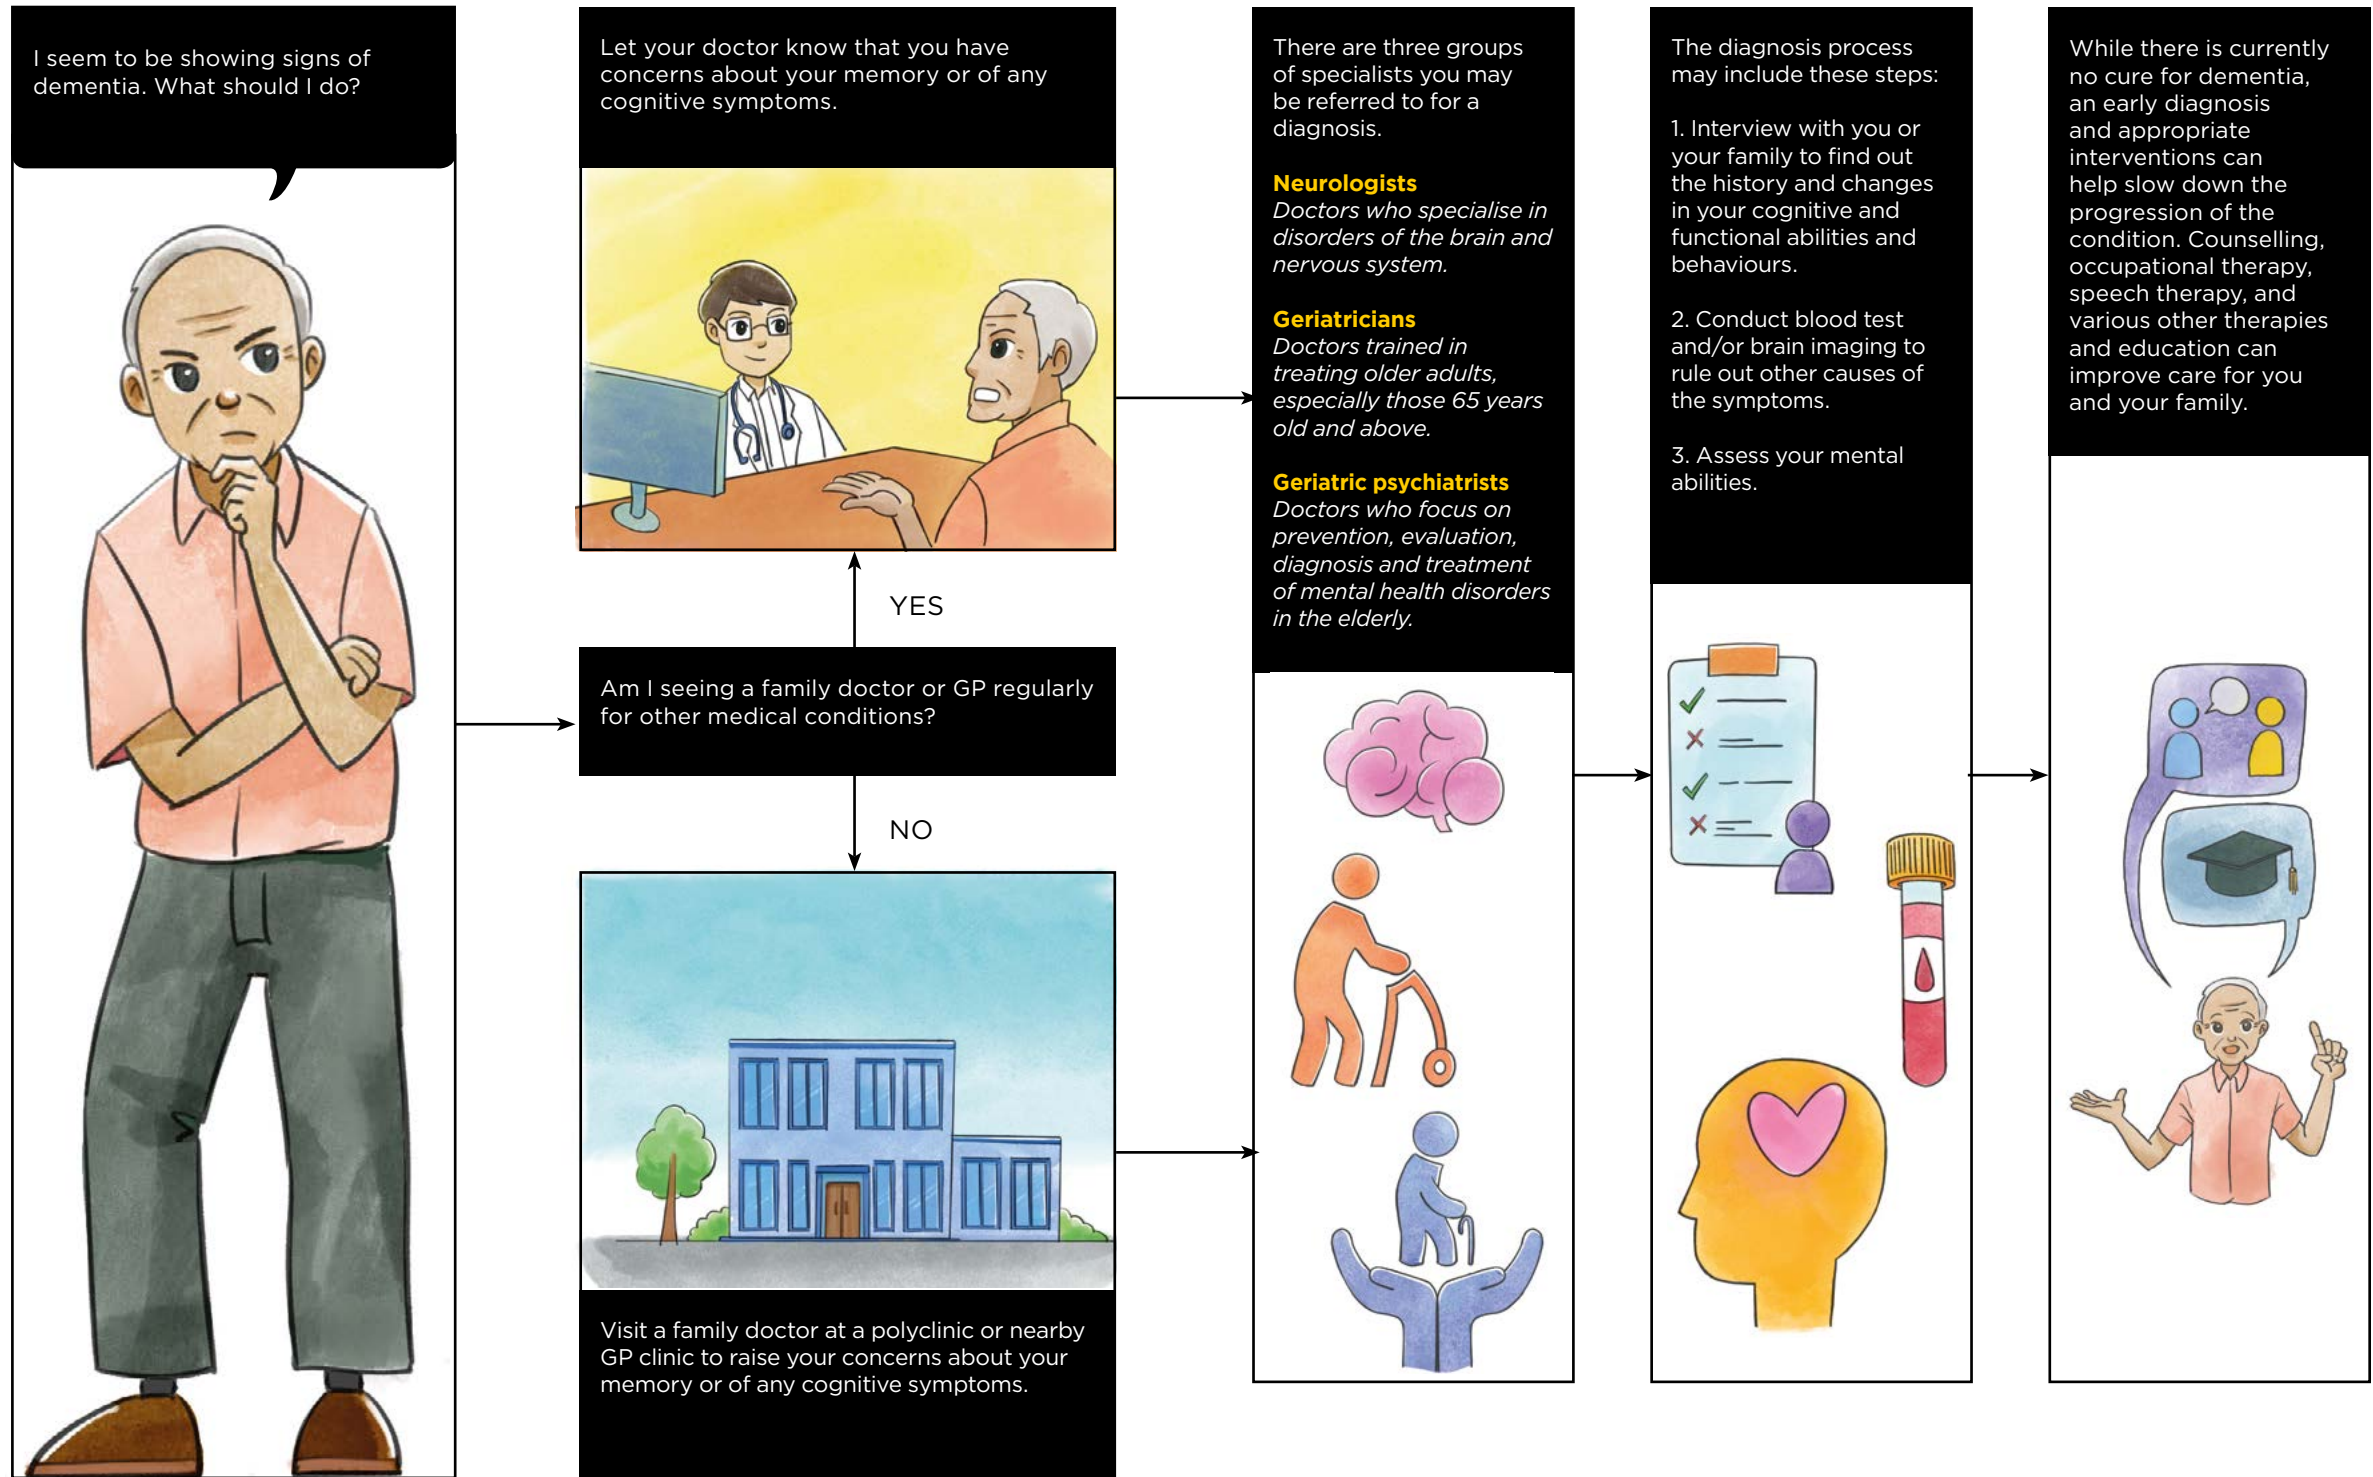 I seem to be showing signs of
dementia. What should I do?
Let your doctor know that you have
concerns about your memory or of any
cognitive symptoms.
YES
Am I seeing a family doctor or GP regularly
for other medical conditions?
NO
Visit a family doctor at a polyclinic or nearby
GP clinic to raise your concerns about your
memory or of any cognitive symptoms.
There are three groups
of specialists you may
be referred to for a
diagnosis.
Neurologists
Doctors who specialise in
disorders of the brain and
nervous system.
Geriatricians
Doctors trained in
treating older adults,
especially those 65 years
old and above.
Geriatric psychiatrists
Doctors who focus on
prevention, evaluation,
diagnosis and treatment
of mental health disorders
in the elderly.
The diagnosis process
may include these steps:
1. Interview with you or
your family to find out
the history and changes
in your cognitive and
functional abilities and
behaviours.
2. Conduct blood test
and/or brain imaging to
rule out other causes of
the symptoms.
3. Assess your mental
abilities.
While there is currently
no cure for dementia,
an early diagnosis
and appropriate
interventions can
help slow down the
progression of the
condition. Counselling,
occupational therapy,
speech therapy, and
various other therapies
and education can
improve care for you
and your family.